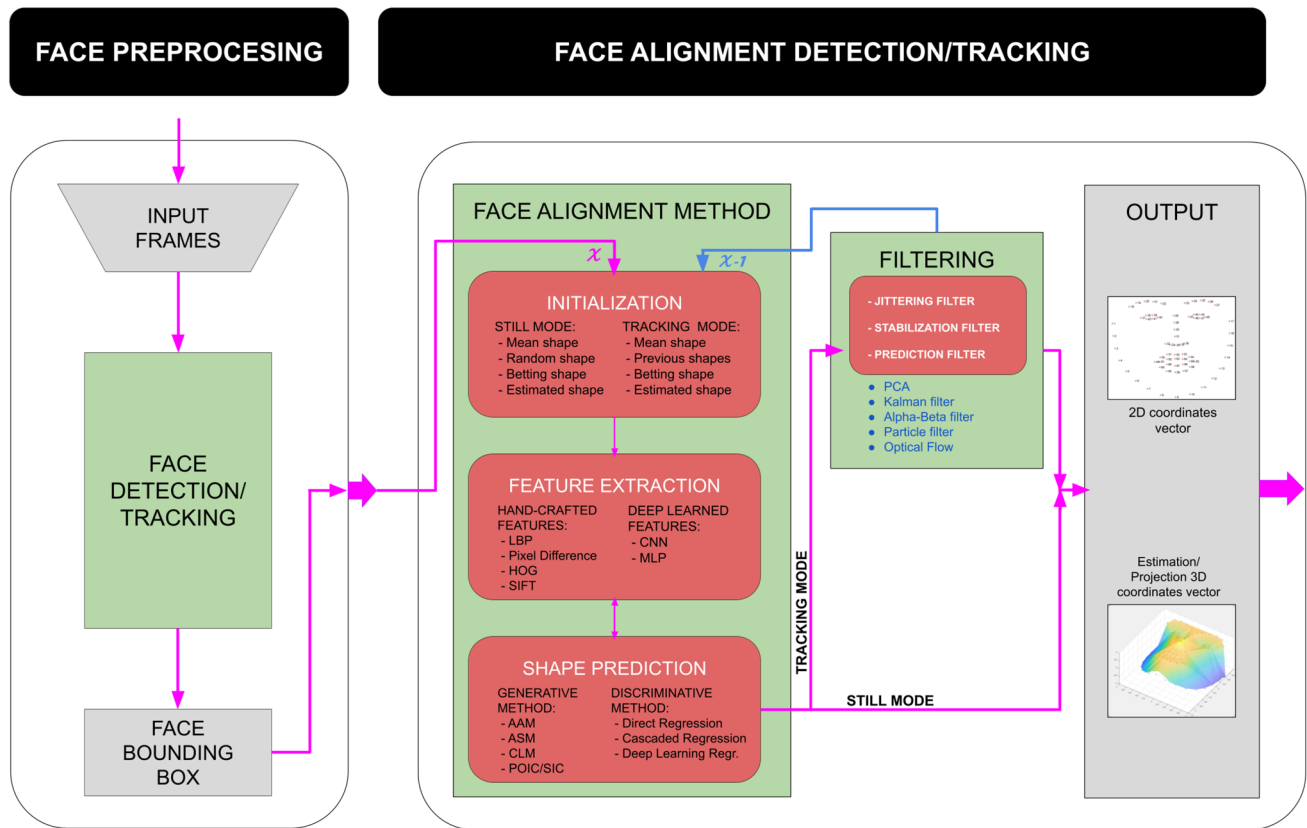 FACE PREPROCESING
FACE ALIGNMENT DETECTION/TRACKING
INPUT
FRAMES
FACE
DETECTION/
TRACKING
FACE
BOUNDING
BOX
FACE ALIGNMENT METHOD
x
x-1
INITIALIZATION
STILL MODE:
- Mean shape
- Random shape
- Betting shape
- Estimated shape
TRACKING MODE:
- Mean shape
- Previous shapes
- Betting shape
- Estimated shape
FEATURE EXTRACTION
HAND-CRAFTED
FEATURES:
- LBP
- Pixel Difference
- HOG
- SIFT
DEEP LEARNED
FEATURES:
- CNN
- MLP
SHAPE PREDICTION
GENERATIVE
METHOD:
- AAM
- ASM
- CLM
- POIC/SIC
DISCRIMINATIVE
METHOD:
- Direct Regression
- Cascaded Regression
- Deep Learning Regr.
TRACKING MODE
STILL MODE
FILTERING
- JITTERING FILTER
- STABILIZATION FILTER
- PREDICTION FILTER
● PCA
● Kalman filter
● Alpha-Beta filter
● Particle filter
● Optical Flow
OUTPUT
2D coordinates
vector
Estimation/
Projection 3D
coordinates vector